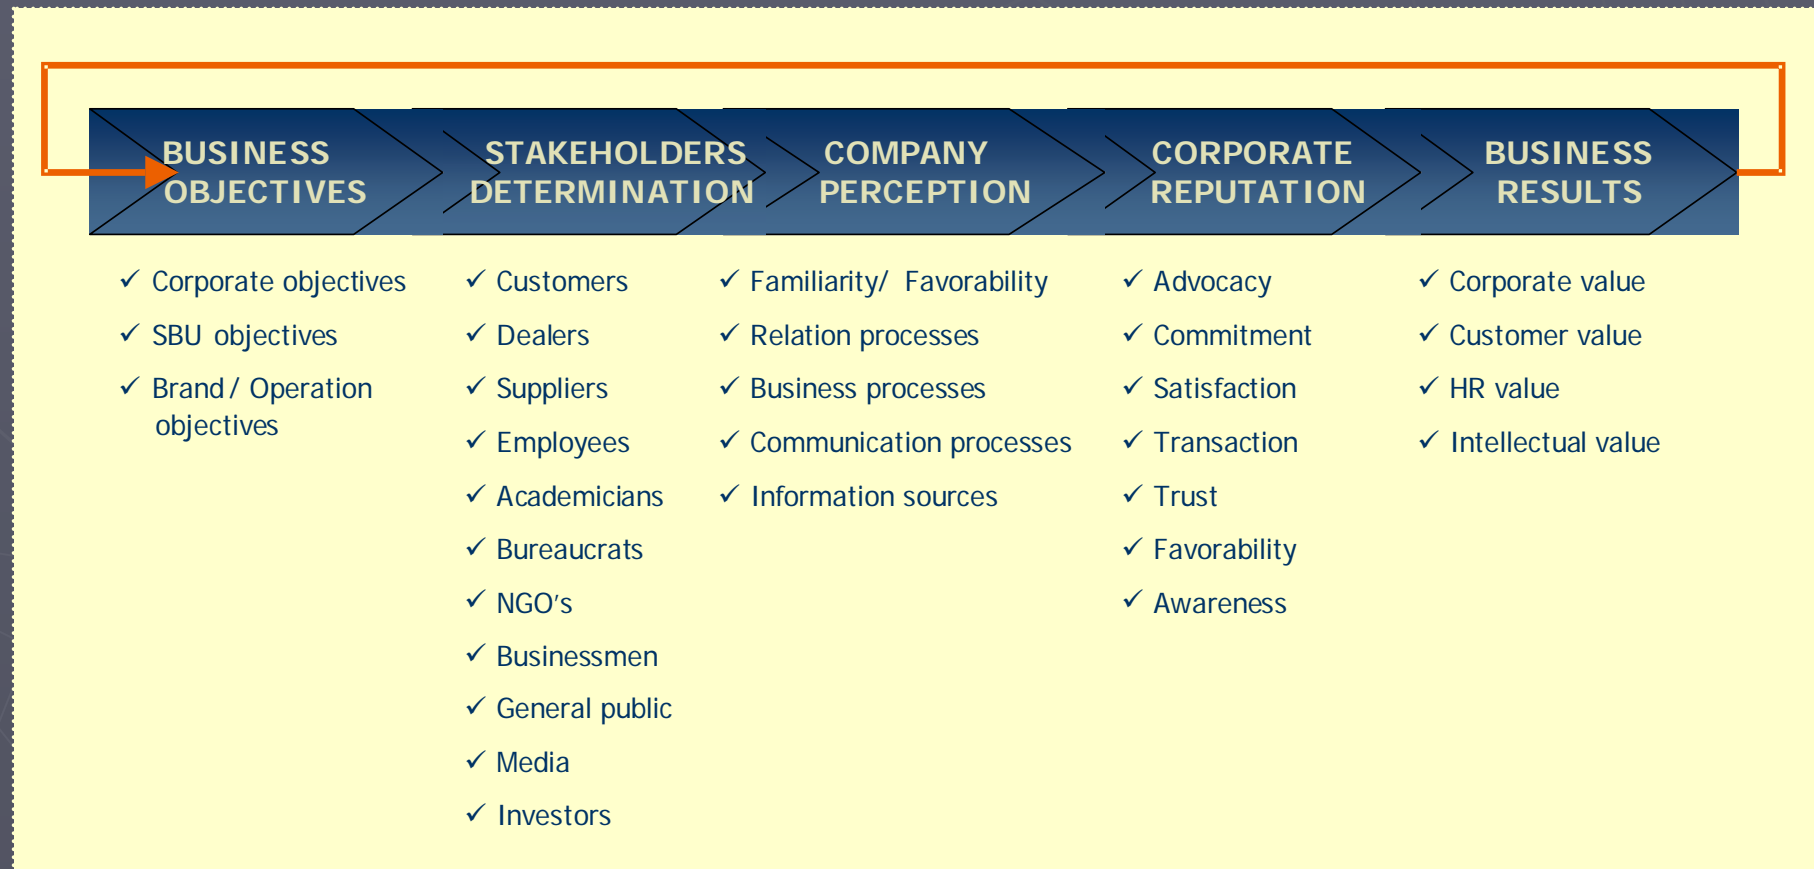 BUSINESS
OBJECTIVES
STAKEHOLDERS
DETERMINATION
COMPANY
PERCEPTION
CORPORATE
REPUTATION
BUSINESS
RESULTS
✓ Corporate objectives
✓ SBU objectives
✓ Brand / Operation
objectives
✓ Customers
✓ Dealers
✓ Suppliers
✓ Employees
✓ Academicians
✓ Bureaucrats
✓ NGO's
✓ Businessmen
✓ General public
✓ Media
✓ Investors
✓ Familiarity/ Favorability
✓ Relation processes
✓ Business processes
✓ Communication processes
✓ Information sources
✓ Advocacy
✓ Commitment
✓ Satisfaction
✓ Transaction
✓ Trust
✓ Favorability
✓ Awareness
✓ Corporate value
✓ Customer value
✓ HR value
✓ Intellectual value